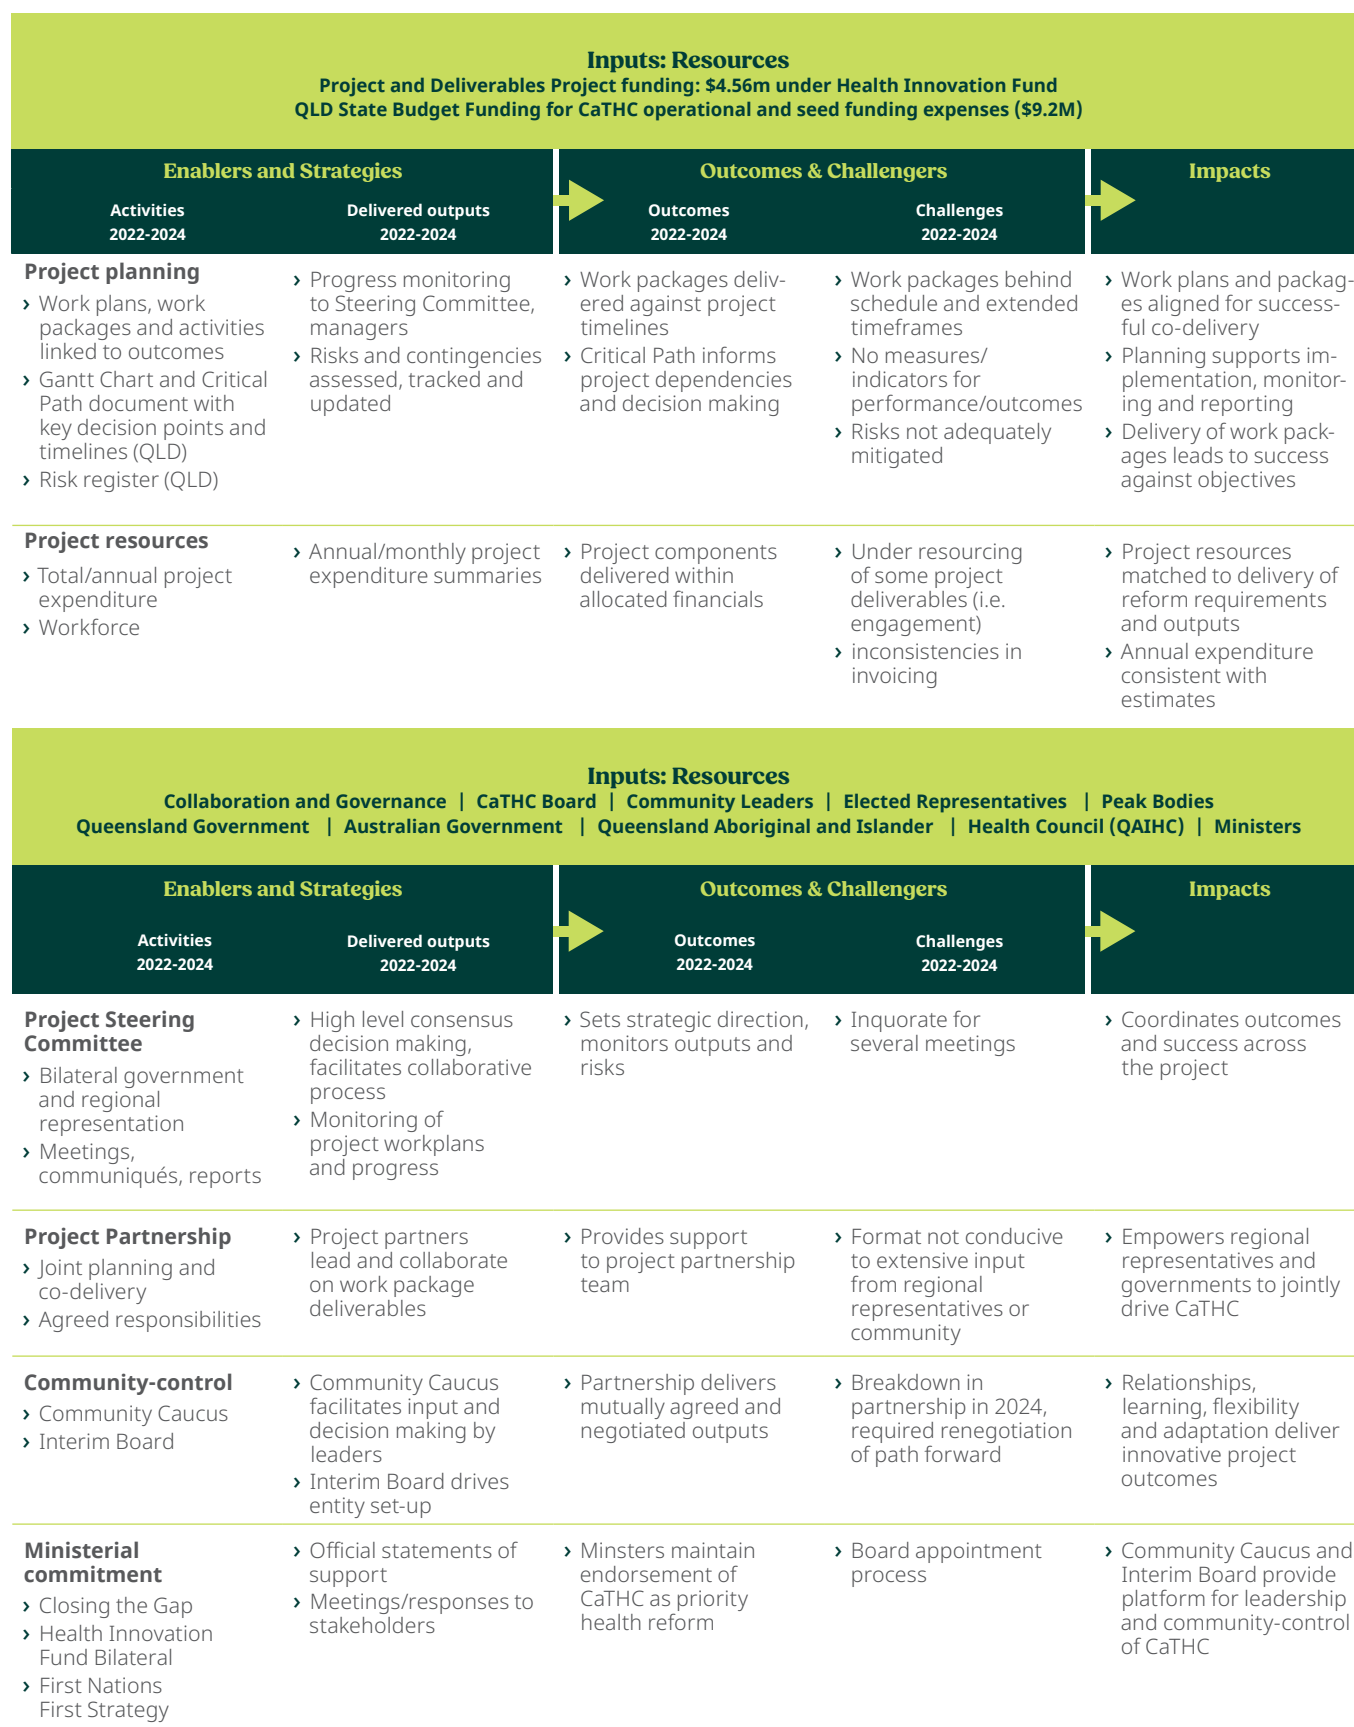 Inputs: Resources
Project and Deliverables Project funding: $4.56m under Health Innovation Fund
QLD State Budget Funding for CaTHC operational and seed funding expenses ($9.2M)
Enablers and Strategies
Outcomes & Challengers
Impacts
Activities
2022-2024
Delivered outputs
2022-2024
Outcomes
2022-2024
Challenges
2022-2024
Project planning
› Work plans, work
packages and activities
linked to outcomes
› Gantt Chart and Critical
Path document with
key decision points and
timelines (QLD)
› Risk register (QLD)
› Progress monitoring
to Steering Committee,
managers
› Risks and contingencies
assessed, tracked and
updated
› Work packages deliv-
ered against project
timelines
› Critical Path informs
project dependencies
and decision making
› Work packages behind
schedule and extended
timeframes
› No measures/
indicators for
performance/outcomes
› Risks not adequately
mitigated
› Work plans and packag-
es aligned for success-
ful co-delivery
› Planning supports im-
plementation, monitor-
ing and reporting
› Delivery of work pack-
ages leads to success
against objectives
Project resources
› Total/annual project
expenditure
› Workforce
› Annual/monthly project
expenditure summaries
› Project components
delivered within
allocated financials
› Under resourcing
of some project
deliverables (i.e.
engagement)
› inconsistencies in
invoicing
› Project resources
matched to delivery of
reform requirements
and outputs
› Annual expenditure
consistent with
estimates
Inputs: Resources
Collaboration and Governance | CaTHC Board | Community Leaders | Elected Representatives | Peak Bodies
Queensland Government | Australian Government | Queensland Aboriginal and Islander | Health Council (QAIHC) | Ministers
Enablers and Strategies
Outcomes & Challengers
Impacts
Activities
2022-2024
Delivered outputs
2022-2024
Outcomes
2022-2024
Challenges
2022-2024
Project Steering
Committee
› Bilateral government
and regional
representation
› Meetings,
communiqués, reports
› High level consensus
decision making,
facilitates collaborative
process
› Monitoring of
project workplans
and progress
› Sets strategic direction,
monitors outputs and
risks
› Inquorate for
several meetings
› Coordinates outcomes
and success across
the project
Project Partnership
› Joint planning and
co-delivery
› Agreed responsibilities
› Project partners
lead and collaborate
on work package
deliverables
› Provides support
to project partnership
team
› Format not conducive
to extensive input
from regional
representatives or
community
› Empowers regional
representatives and
governments to jointly
drive CaTHC
Community-control
› Community Caucus
› Interim Board
› Community Caucus
facilitates input and
decision making by
leaders
› Interim Board drives
entity set-up
› Partnership delivers
mutually agreed and
negotiated outputs
› Breakdown in
partnership in 2024,
required renegotiation
of path forward
› Relationships,
learning, flexibility
and adaptation deliver
innovative project
outcomes
Ministerial
commitment
› Closing the Gap
› Health Innovation
Fund Bilateral
› First Nations
First Strategy
› Official statements of
support
› Meetings/responses to
stakeholders
› Minsters maintain
endorsement of
CaTHC as priority
health reform
› Board appointment
process
› Community Caucus and
Interim Board provide
platform for leadership
and community-control
of CaTHC